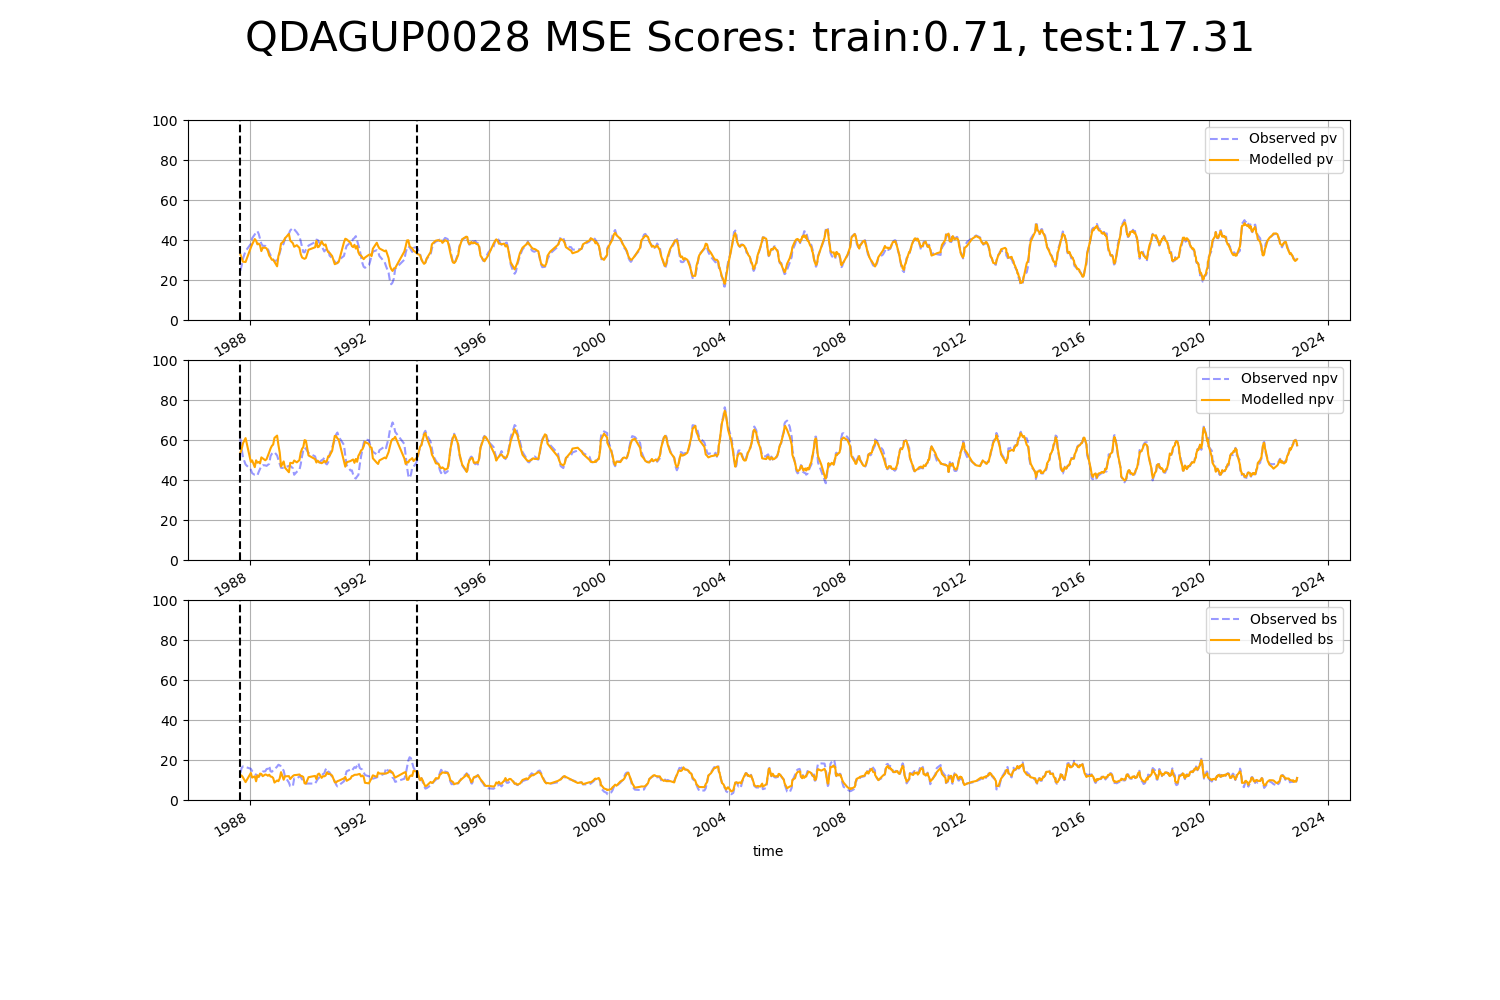 QDAGUP0028 MSE Scores: train:0.71, test:17.31
100
80
60
40
20
0
Observed pv
Modelled pv
1988 1992 1996 2000 2004 2008 2012 2016 2020 2024
100
80
60
40
20
0
Observed npv
Modelled npv
1988 1992 1996 2000 2004 2008 2012 2016 2020 2024
100
80
60
40
20
0
Observed bs
Modelled bs
1988 1992 1996 2000 2004 2008 2012 2016 2020 2024
time